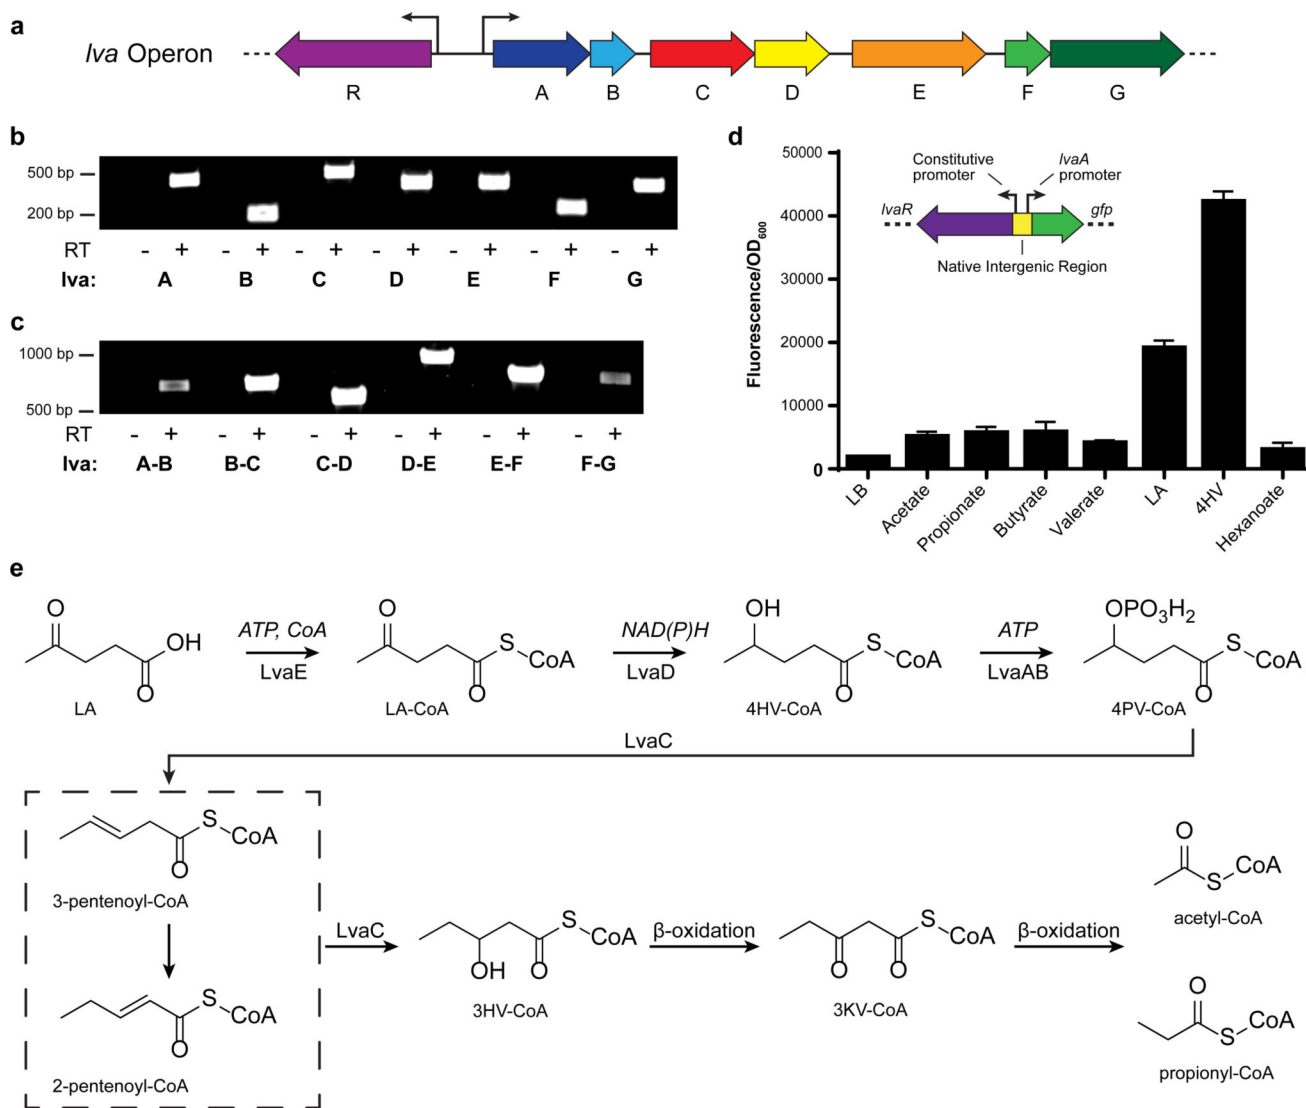 a
lva Operon
R A B C D E F G
b
500 bp
200 bp
RT - + - + - + - + - + - + - +
lva: A B C D E F G
c
1000 bp
500 bp
RT - + - + - + - + - + - +
lva: A-B B-C C-D D-E E-F F-G
d
Fluorescence/OD600
50000
40000
30000
20000
10000
0
Constitutive promoter
lvaA promoter
lvaR
gfp
Native Intergenic Region
LB Acetate Propionate Butyrate Valerate LA 4HV Hexanoate
e
O
OH
O
LA
ATP, CoA
LvaE
O
S
CoA
O
LA-CoA
NAD(P)H
LvaD
OH
S
CoA
O
4HV-CoA
ATP
LvaAB
OPO3H2
S
CoA
O
4PV-CoA
LvaC
S
CoA
O
3-pentenoyl-CoA
S
CoA
O
2-pentenoyl-CoA
LvaC
S
CoA
OH O
3HV-CoA
β-oxidation
S
CoA
O O
3KV-CoA
β-oxidation
O
CoA
S
acetyl-CoA
O
CoA
S
propionyl-CoA